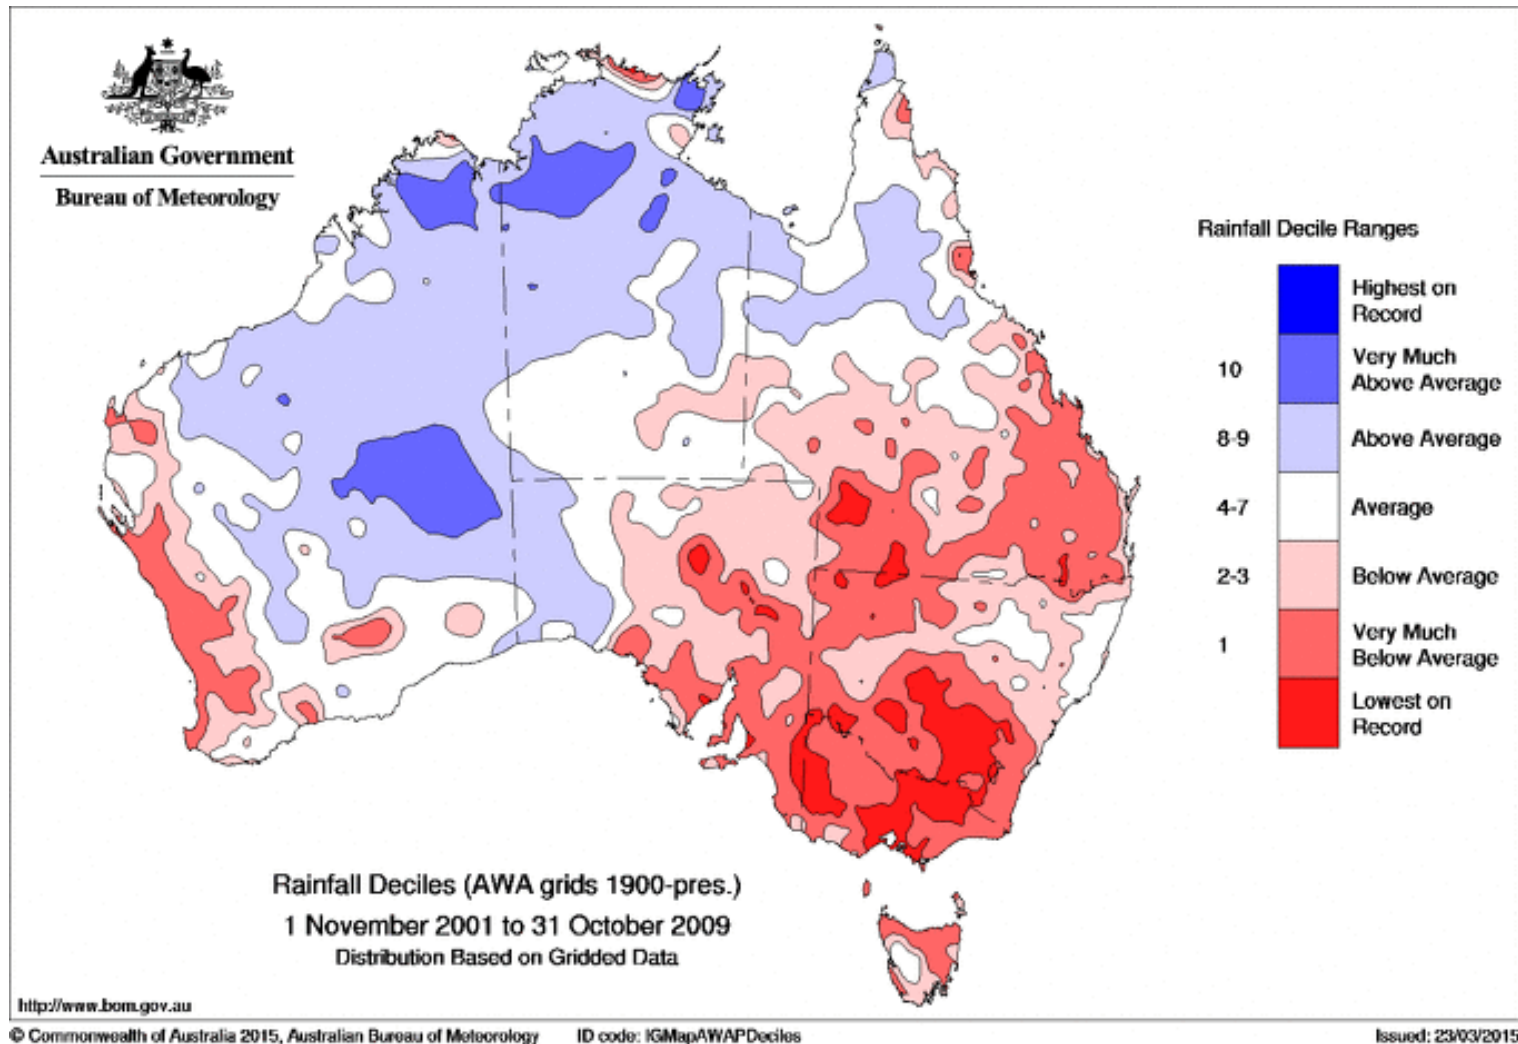 Australian Government
Bureau of Meteorology
Rainfall Decile Ranges
Highest on
Record
10
Very Much
Above Average
8-9
Above Average
4-7
Average
2-3
Below Average
1
Very Much
Below Average
Lowest on
Record
Rainfall Deciles (AWA grids 1900-pres.)
1 November 2001 to 31 October 2009
Distribution Based on Gridded Data
http://www.bom.gov.au
© Commonwealth of Australia 2015, Australian Bureau of Meteorology ID code: IGMapAWAPDeciles Issued: 23/03/2015